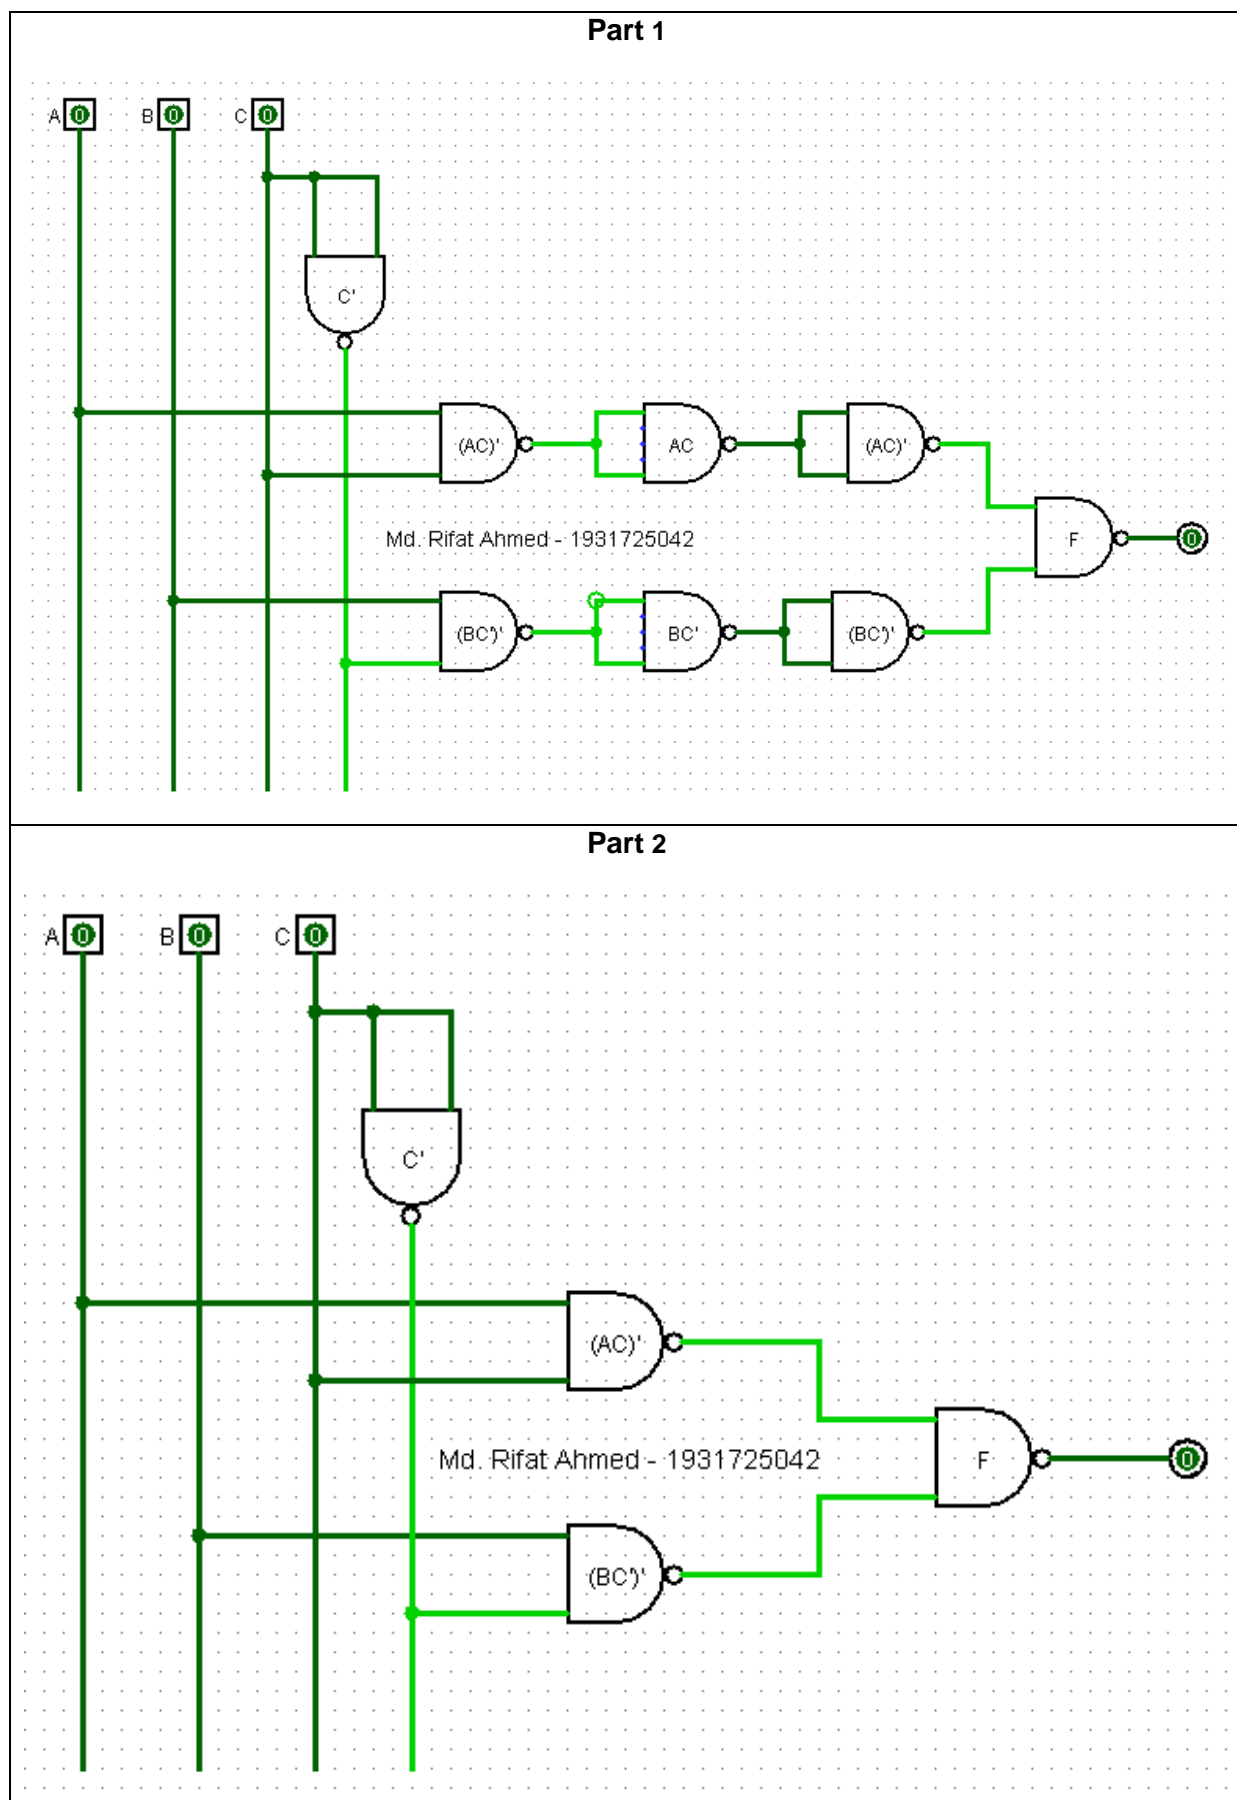 Part 1
A 0 B 0 C 0
C'
(AC)' AC (AC)'
Md. Rifat Ahmed - 1931725042
F 0
(BC')' BC' (BC')'
Part 2
A 0 B 0 C 0
C'
(AC)'
Md. Rifat Ahmed - 1931725042
F 0
(BC')'